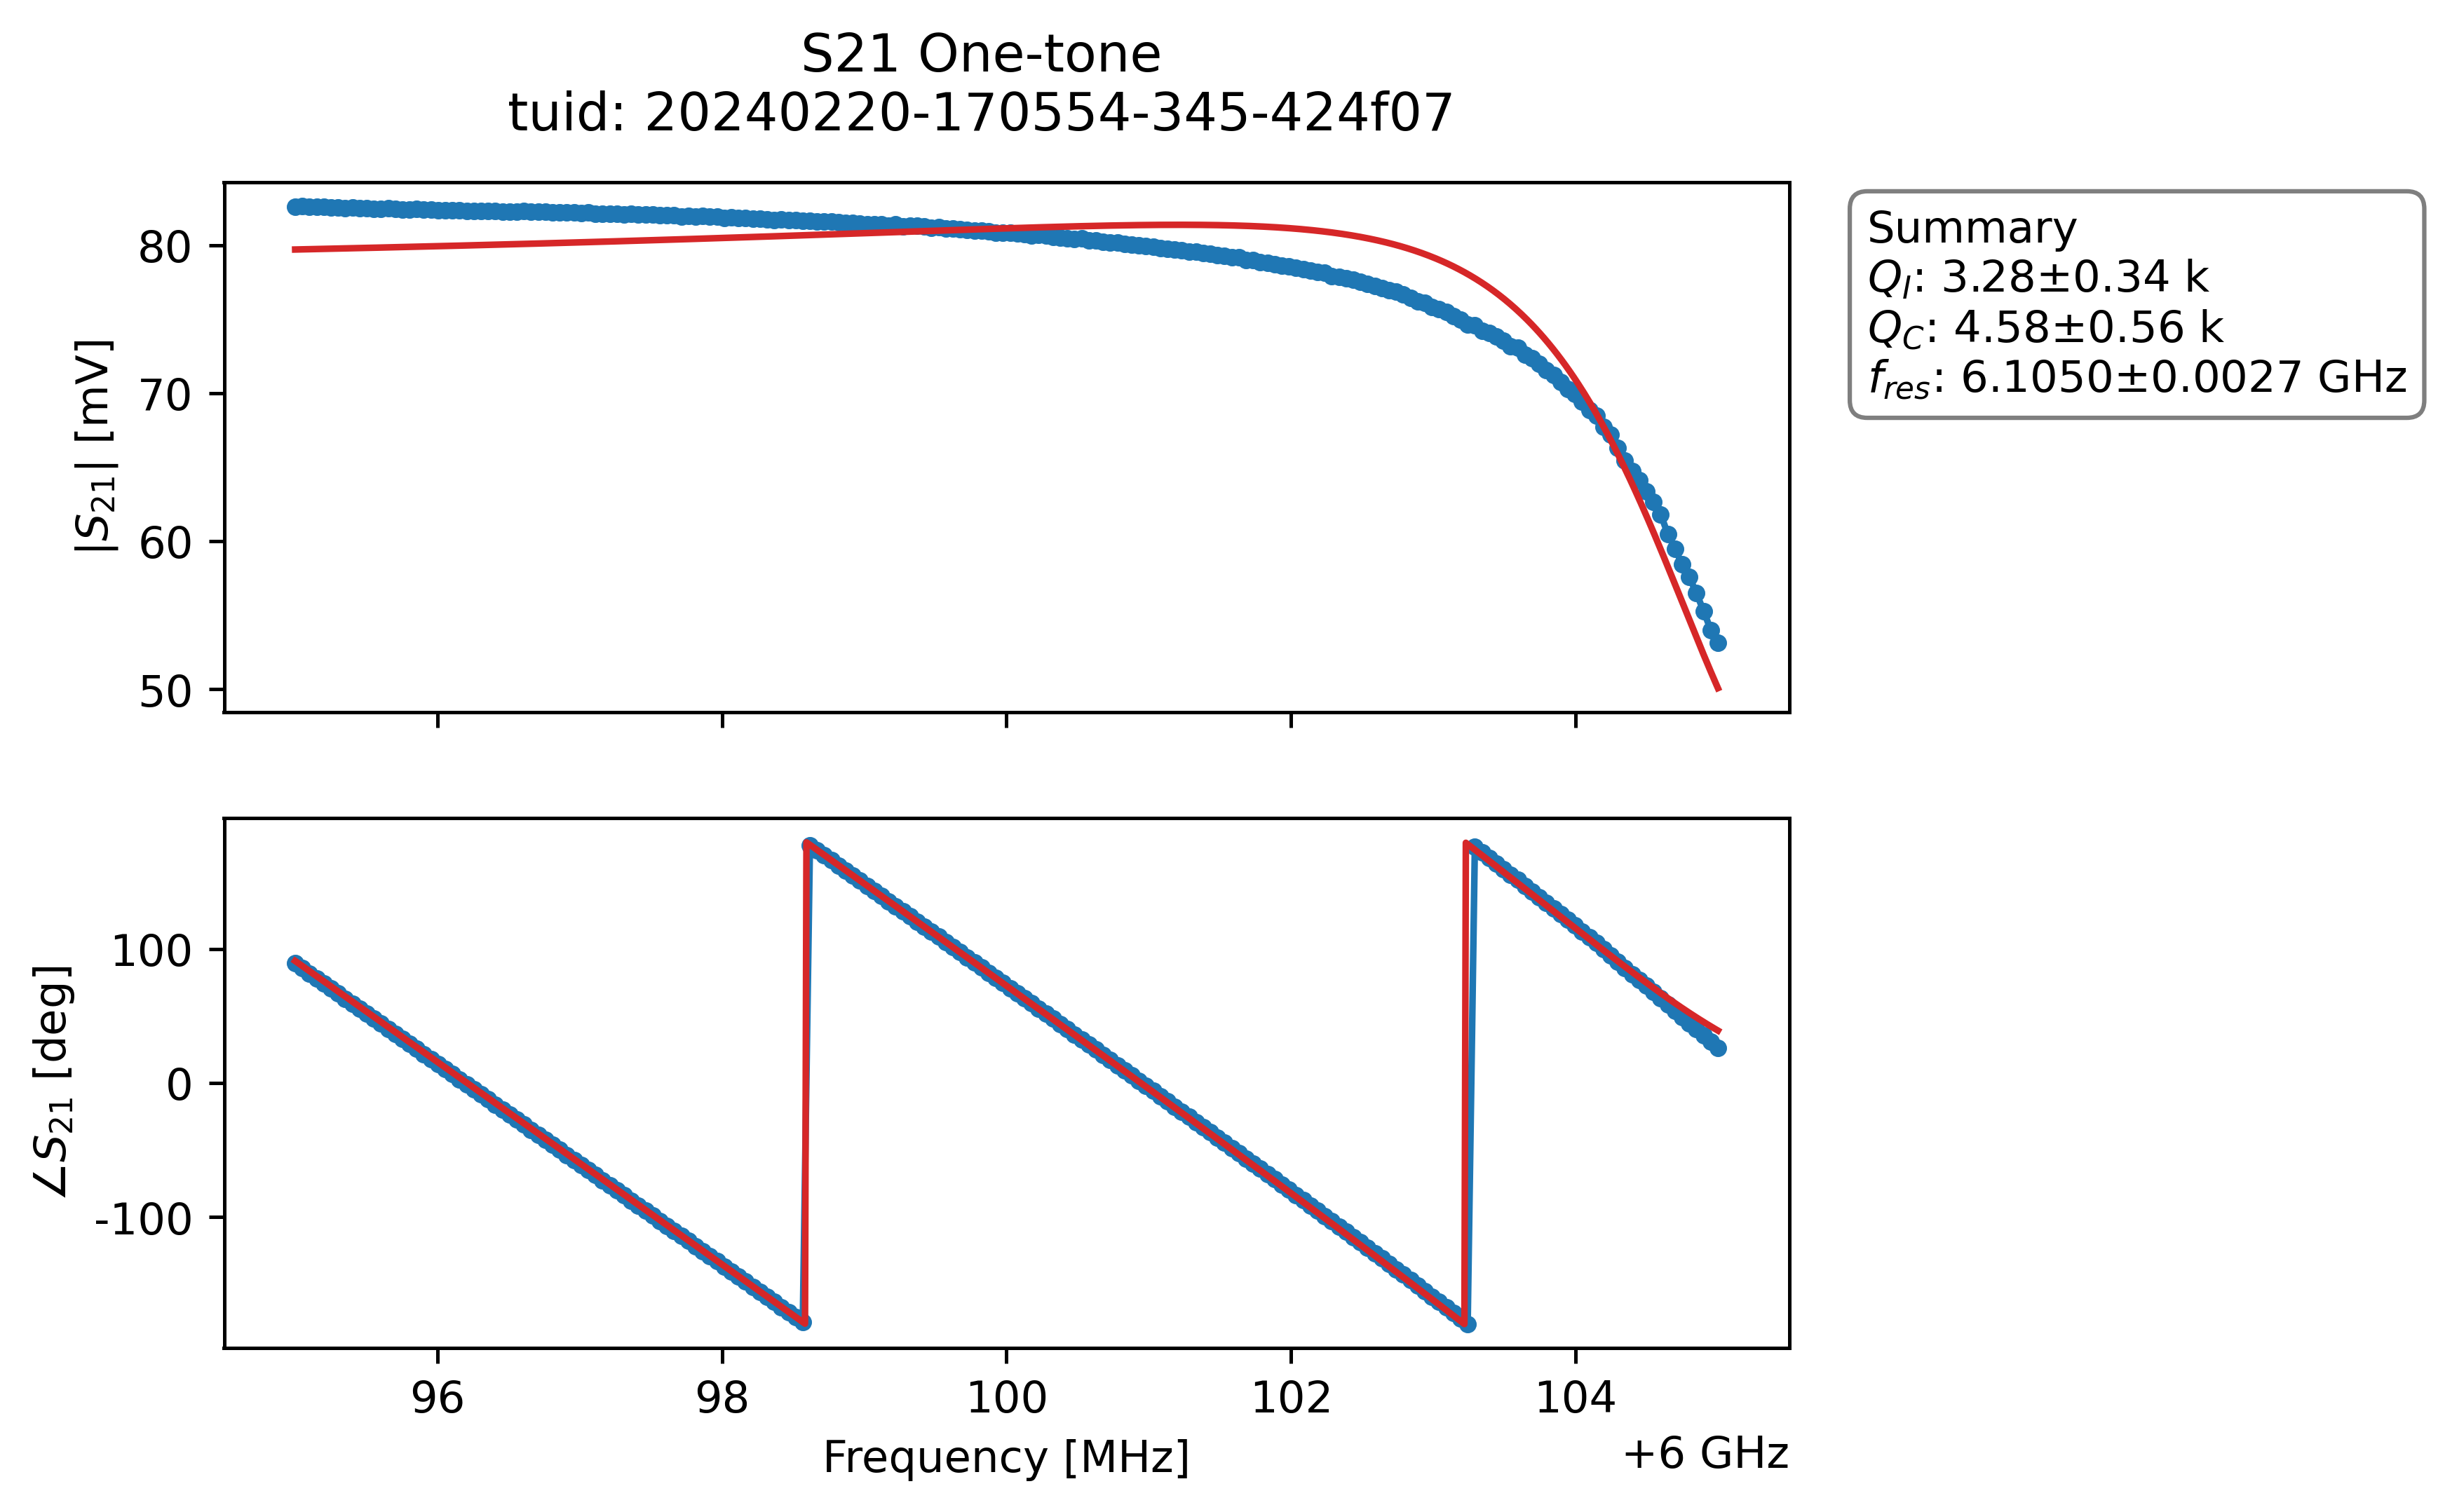 S21 One-tone
tuid: 20240220-170554-345-424f07
|S21| [mV]
80
70
60
50
Summary
QI: 3.28±0.34 k
QC: 4.58±0.56 k
fres: 6.1050±0.0027 GHz
∠S21 [deg]
100
0
-100
96 98 100 102 104
Frequency [MHz]
+6 GHz